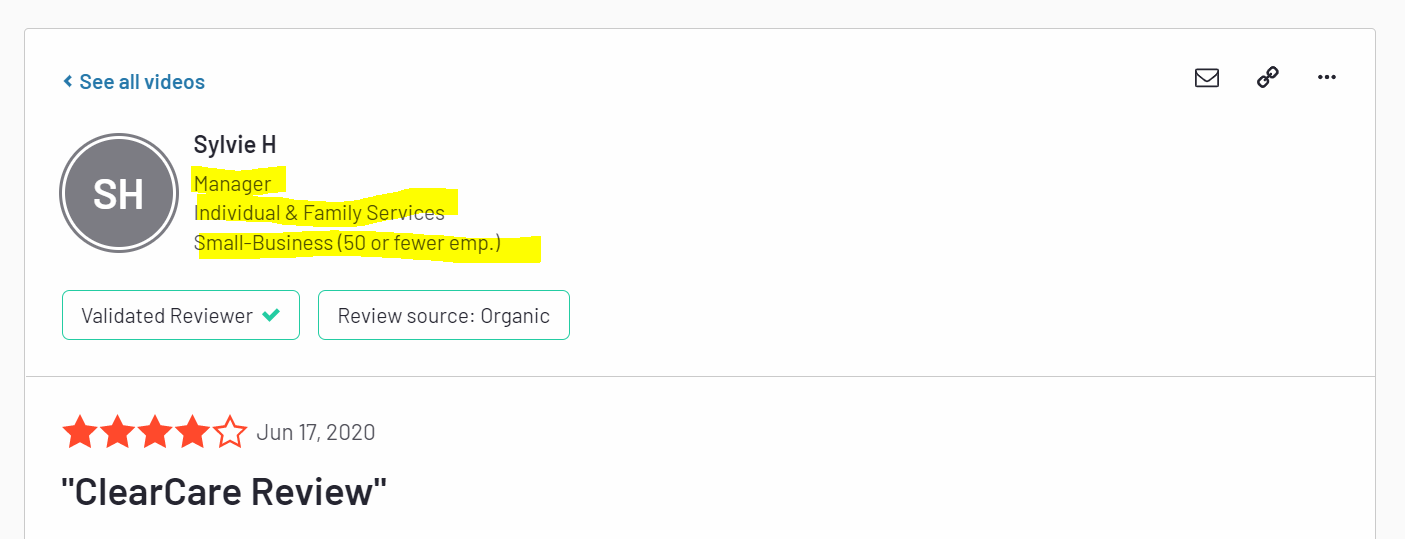 See all videos
SH
Sylvie H
Manager
Individual & Family Services
Small-Business (50 or fewer emp.)
Validated Reviewer
Review source: Organic
Jun 17, 2020
"ClearCare Review"